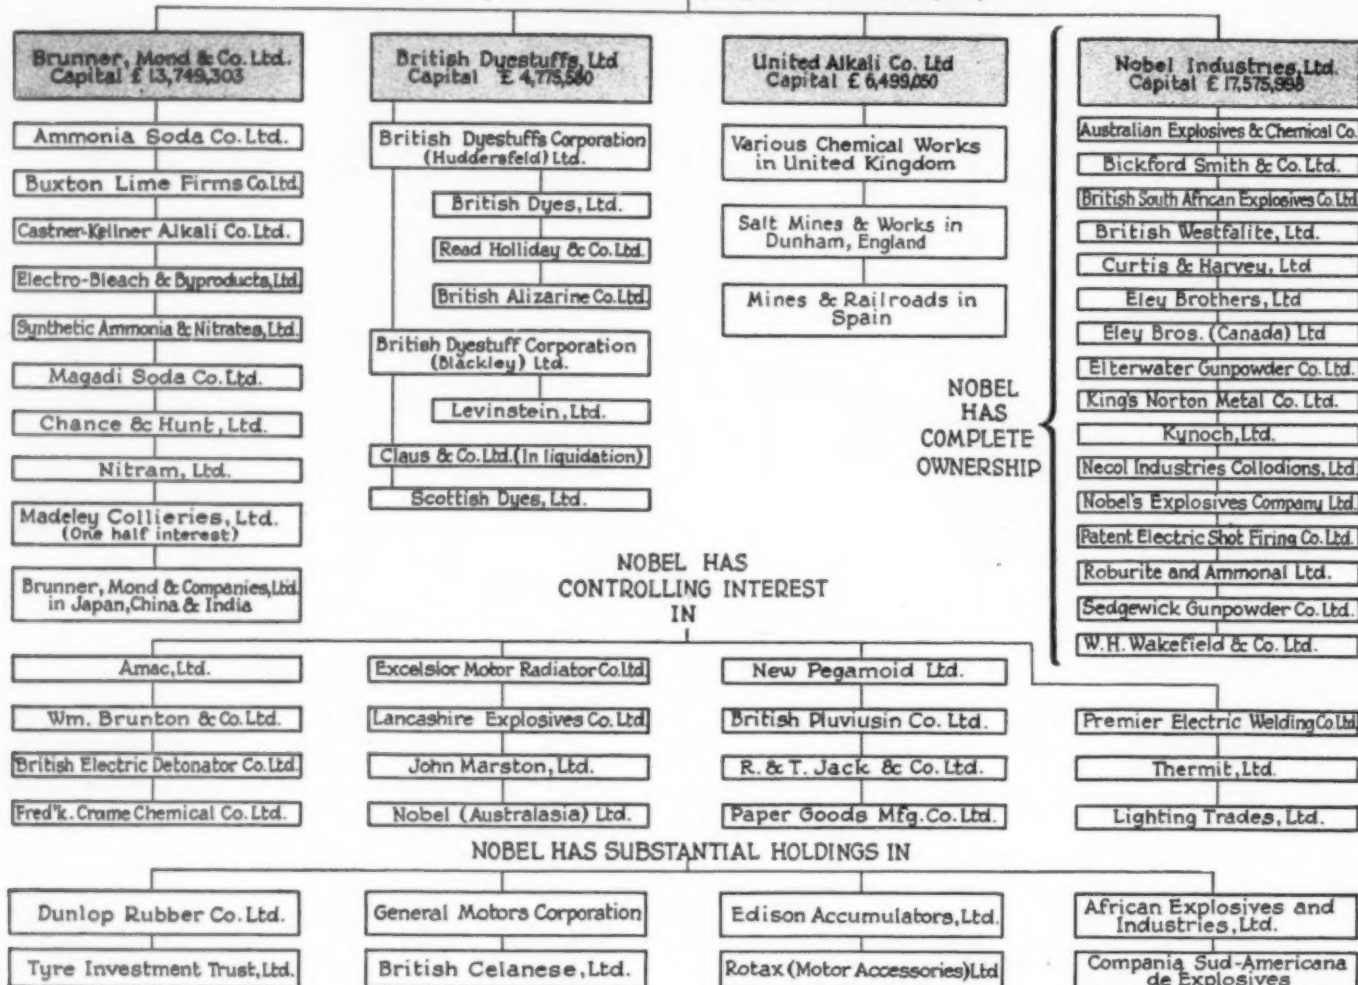 Brunner, Mond & Co. Ltd.
Capital £ 13,749,303
Ammonia Soda Co. Ltd.
Buxton Lime Firms Co. Ltd.
Castner-Kellner Alkali Co. Ltd.
Electro-Bleach & Byproducts, Ltd.
Synthetic Ammonia & Nitrates, Ltd.
Magadi Soda Co. Ltd.
Chance & Hunt, Ltd.
Nitram, Ltd.
Madeley Collieries, Ltd.
(One half interest)
Brunner, Mond & Companies, Ltd.
in Japan, China & India
British Dyestuffs, Ltd
Capital £ 4,775,580
British Dyestuffs Corporation
(Huddersfeld) Ltd.
British Dyes, Ltd.
Read Holliday & Co. Ltd.
British Alizarine Co. Ltd.
British Dyestuff Corporation
(Blackley) Ltd.
Levinstein, Ltd.
Claus & Co. Ltd. (In liquidation)
Scottish Dyes, Ltd.
United Alkali Co. Ltd
Capital £ 6,499,050
Various Chemical Works
in United Kingdom
Salt Mines & Works in
Dunham, England
Mines & Railroads in
Spain
NOBEL
HAS
COMPLETE
OWNERSHIP
Nobel Industries, Ltd.
Capital £ 17,575,998
Australian Explosives & Chemical Co.
Bickford Smith & Co. Ltd.
British South African Explosives Co. Ltd
British Westfalite, Ltd.
Curtis & Harvey, Ltd
Eley Brothers, Ltd
Eley Bros. (Canada) Ltd
Elterwater Gunpowder Co. Ltd.
King's Norton Metal Co. Ltd.
Kynoch, Ltd.
Necol Industries Collodions, Ltd.
Nobel's Explosives Company Ltd.
Patent Electric Shot Firing Co. Ltd.
Roburite and Ammonal Ltd.
Sedgewick Gunpowder Co. Ltd.
W. H. Wakefield & Co. Ltd.
NOBEL HAS
CONTROLLING INTEREST
IN
Amac, Ltd.
Wm. Brunton & Co. Ltd.
British Electric Detonator Co. Ltd.
Fred'k. Crame Chemical Co. Ltd.
Excelsior Motor Radiator Co. Ltd.
Lancashire Explosives Co. Ltd.
John Marston, Ltd.
Nobel (Australasia) Ltd.
New Pegamoid Ltd.
British Pluviusin Co. Ltd.
R. & T. Jack & Co. Ltd.
Paper Goods Mfg. Co. Ltd.
Premier Electric Welding Co. Ltd.
Thermit, Ltd.
Lighting Trades, Ltd.
NOBEL HAS SUBSTANTIAL HOLDINGS IN
Dunlop Rubber Co. Ltd.
Tyre Investment Trust, Ltd.
General Motors Corporation
British Celanese, Ltd.
Edison Accumulators, Ltd.
Rotax (Motor Accessories) Ltd
African Explosives and
Industries, Ltd.
Compania Sud-Americana
de Explosives